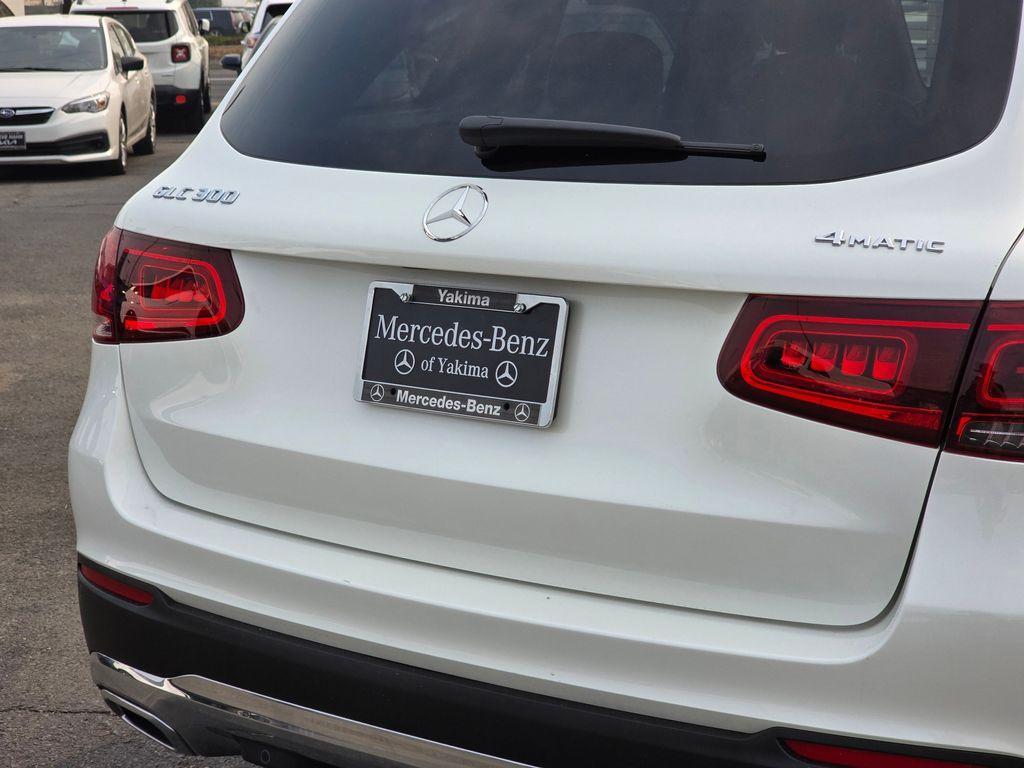 GLC 300
4MATIC
Yakima
Mercedes-Benz
of Yakima
Mercedes-Benz